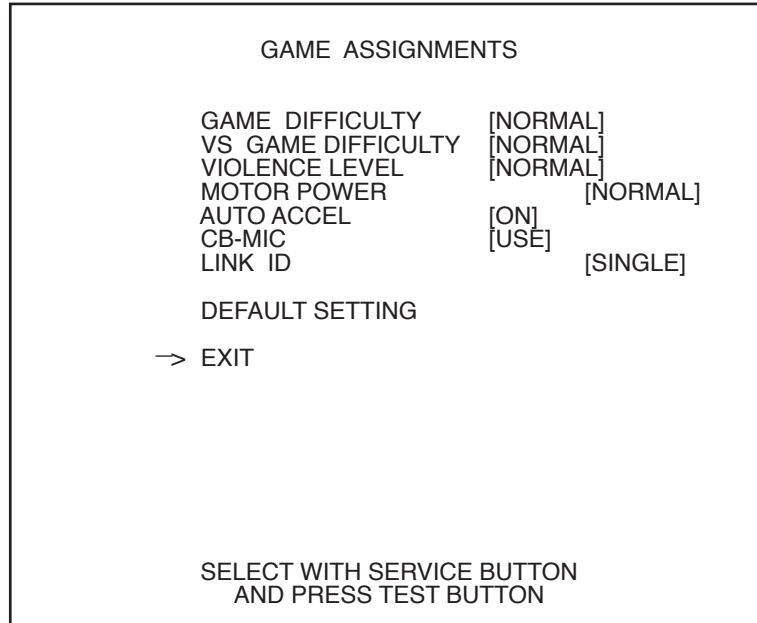 GAME ASSIGNMENTS
GAME DIFFICULTY [NORMAL]
VS GAME DIFFICULTY [NORMAL]
VIOLENCE LEVEL [NORMAL]
MOTOR POWER [NORMAL]
AUTO ACCEL [ON]
CB-MIC [USE]
LINK ID [SINGLE]
DEFAULT SETTING
—> EXIT
SELECT WITH SERVICE BUTTON
AND PRESS TEST BUTTON